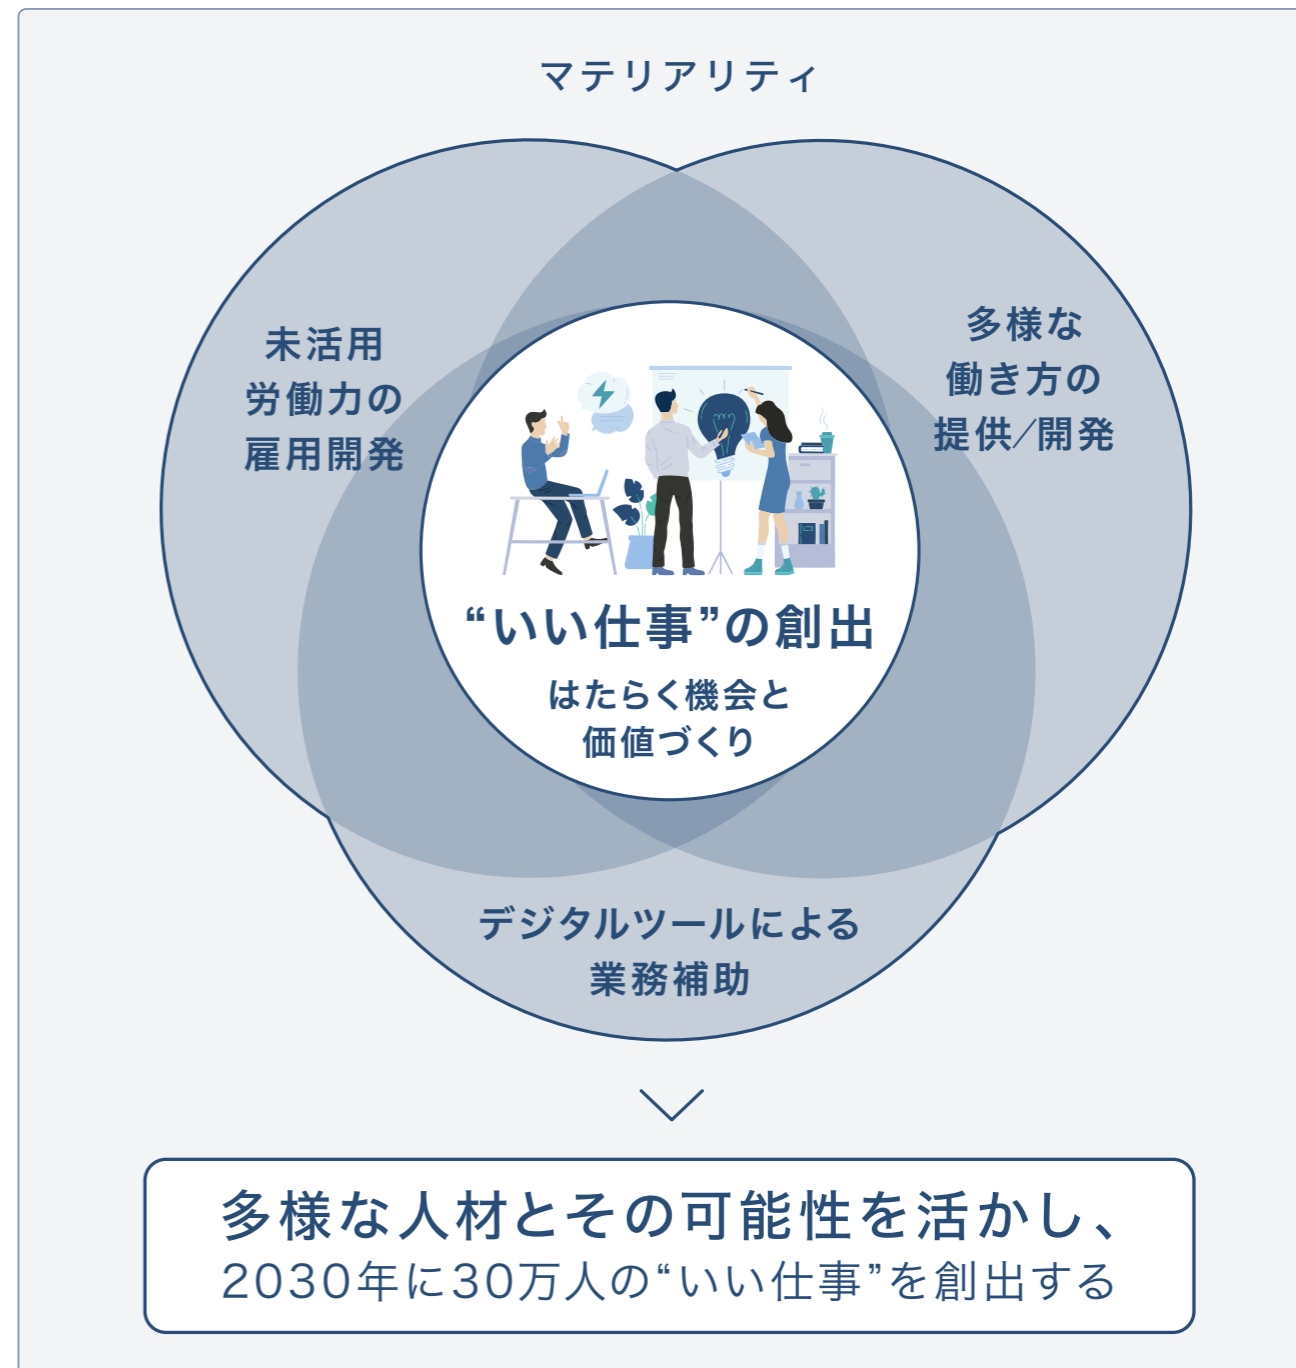 マテリアリティ
未活用
労働力の
雇用開発
多様な
働き方の
提供/開発
“いい仕事”の創出
はたらく機会と
価値づくり
デジタルツールによる
業務補助
多様な人材とその可能性を活かし、
2030年に30万人の“いい仕事”を創出する